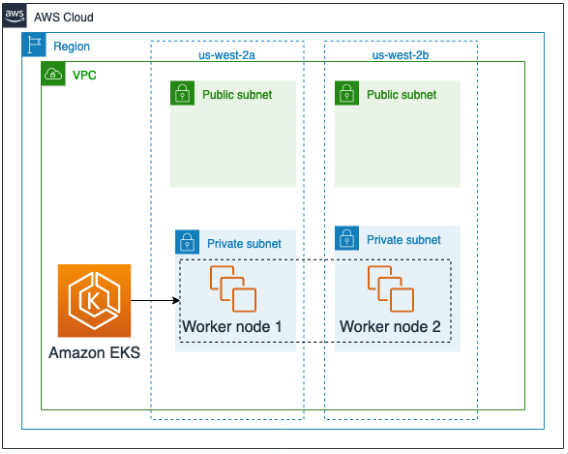 aws
AWS Cloud
Region
us-west-2a
us-west-2b
VPC
Public subnet
Public subnet
Private subnet
Private subnet
K
Worker node 1
Worker node 2
Amazon EKS